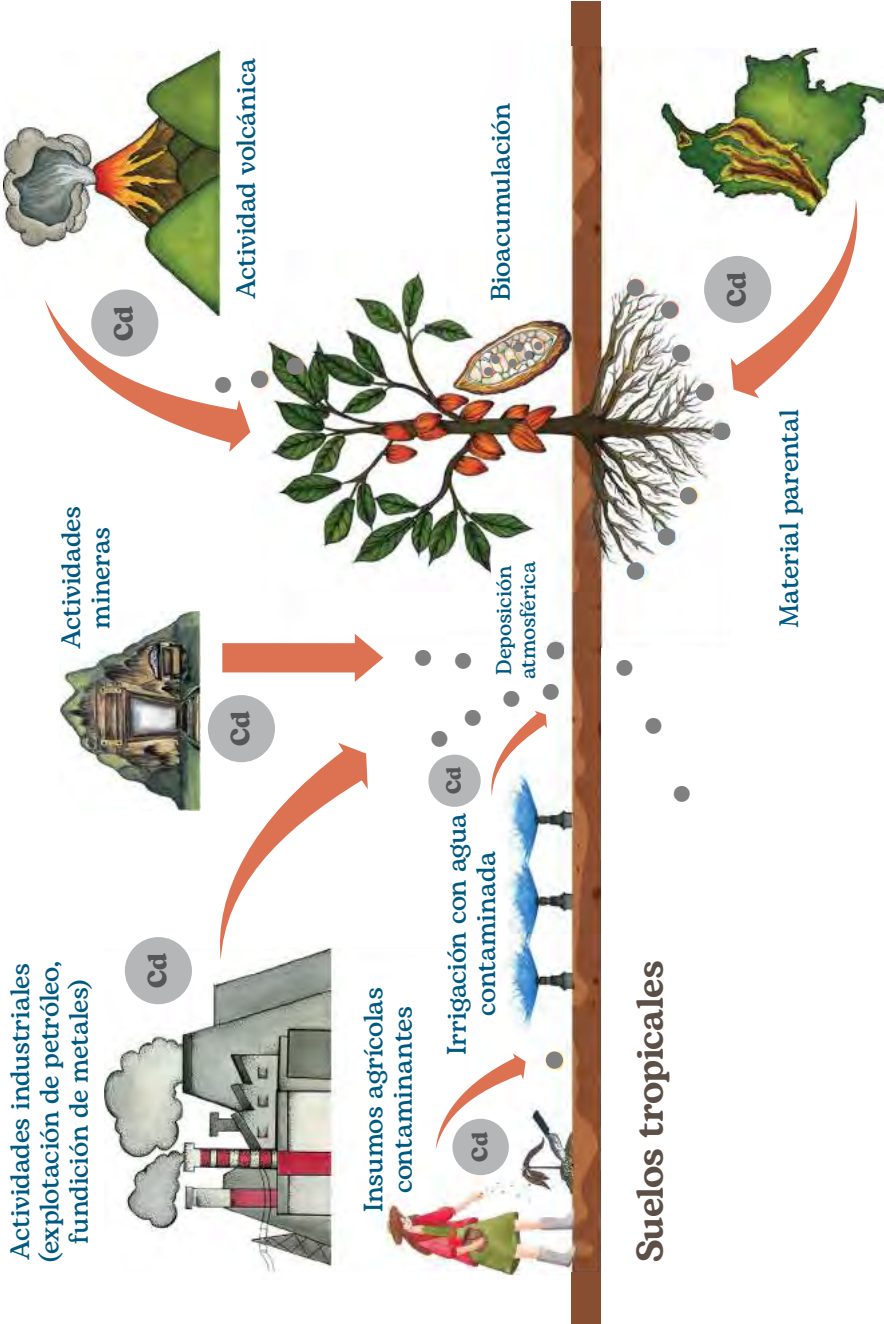 Actividades industriales
(explotación de petróleo,
fundición de metales)
Cd
Actividades
mineras
Cd
Actividad volcánica
Cd
Insumos agrícolas
contaminantes
Cd
Irrigación con agua
contaminada
Cd
Deposición
atmosférica
Bioacumulación
Suelos tropicales
Material parental
Cd